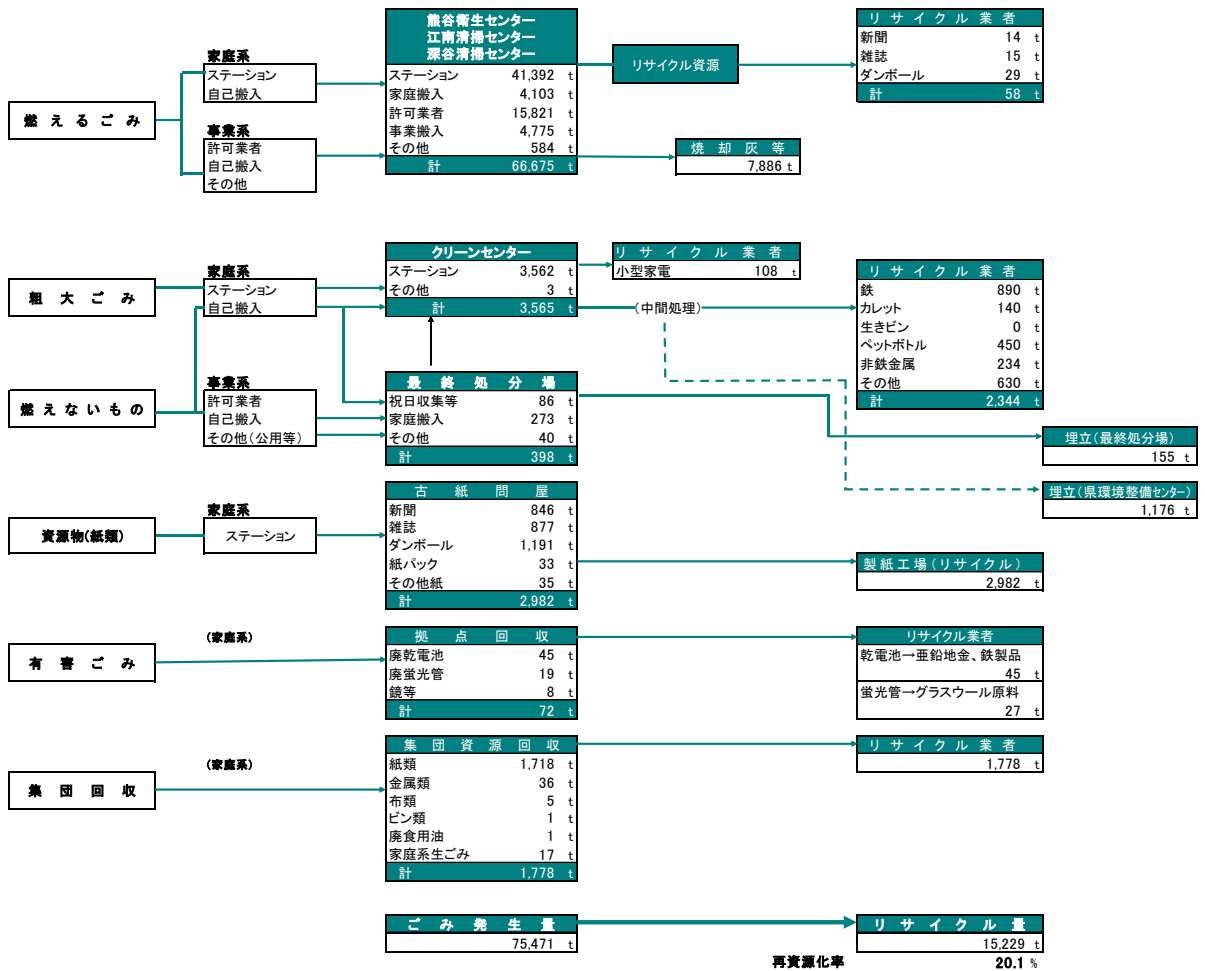 燃えるごみ
家庭系
ステーション
自己搬入
事業系
許可業者
自己搬入
その他
熊谷衛生センター
江南清掃センター
深谷清掃センター
ステーション 41,392 t
家庭搬入 4,103 t
許可業者 15,821 t
事業搬入 4,775 t
その他 584 t
計 66,675 t
リサイクル資源
リサイクル業者
新聞 14 t
雑誌 15 t
ダンボール 29 t
計 58 t
焼却灰等
7,886 t
粗大ごみ
燃えないもの
家庭系
ステーション
自己搬入
事業系
許可業者
自己搬入
その他(公用等)
クリーンセンター
ステーション 3,562 t
その他 3 t
計 3,565 t
リサイクル業者
小型家電 108 t
(中間処理)
リサイクル業者
鉄 890 t
カレット 140 t
生きビン 0 t
ペットボトル 450 t
非鉄金属 234 t
その他 630 t
計 2,344 t
最終処分場
祝日収集等 86 t
家庭搬入 273 t
その他 40 t
計 398 t
埋立(最終処分場)
155 t
埋立(県環境整備センター)
1,176 t
資源物(紙類)
家庭系
ステーション
古紙問屋
新聞 846 t
雑誌 877 t
ダンボール 1,191 t
紙パック 33 t
その他紙 35 t
計 2,982 t
製紙工場(リサイクル)
2,982 t
有害ごみ
(家庭系)
拠点回収
廃乾電池 45 t
廃蛍光管 19 t
鏡等 8 t
計 72 t
リサイクル業者
乾電池→亜鉛地金、鉄製品
45 t
蛍光管→グラスウール原料
27 t
集団回収
(家庭系)
集団資源回収
紙類 1,718 t
金属類 36 t
布類 5 t
ビン類 1 t
廃食用油 1 t
家庭系生ごみ 17 t
計 1,778 t
リサイクル業者
1,778 t
ごみ発生量
75,471 t
リサイクル量
15,229 t
再資源化率 20.1 %